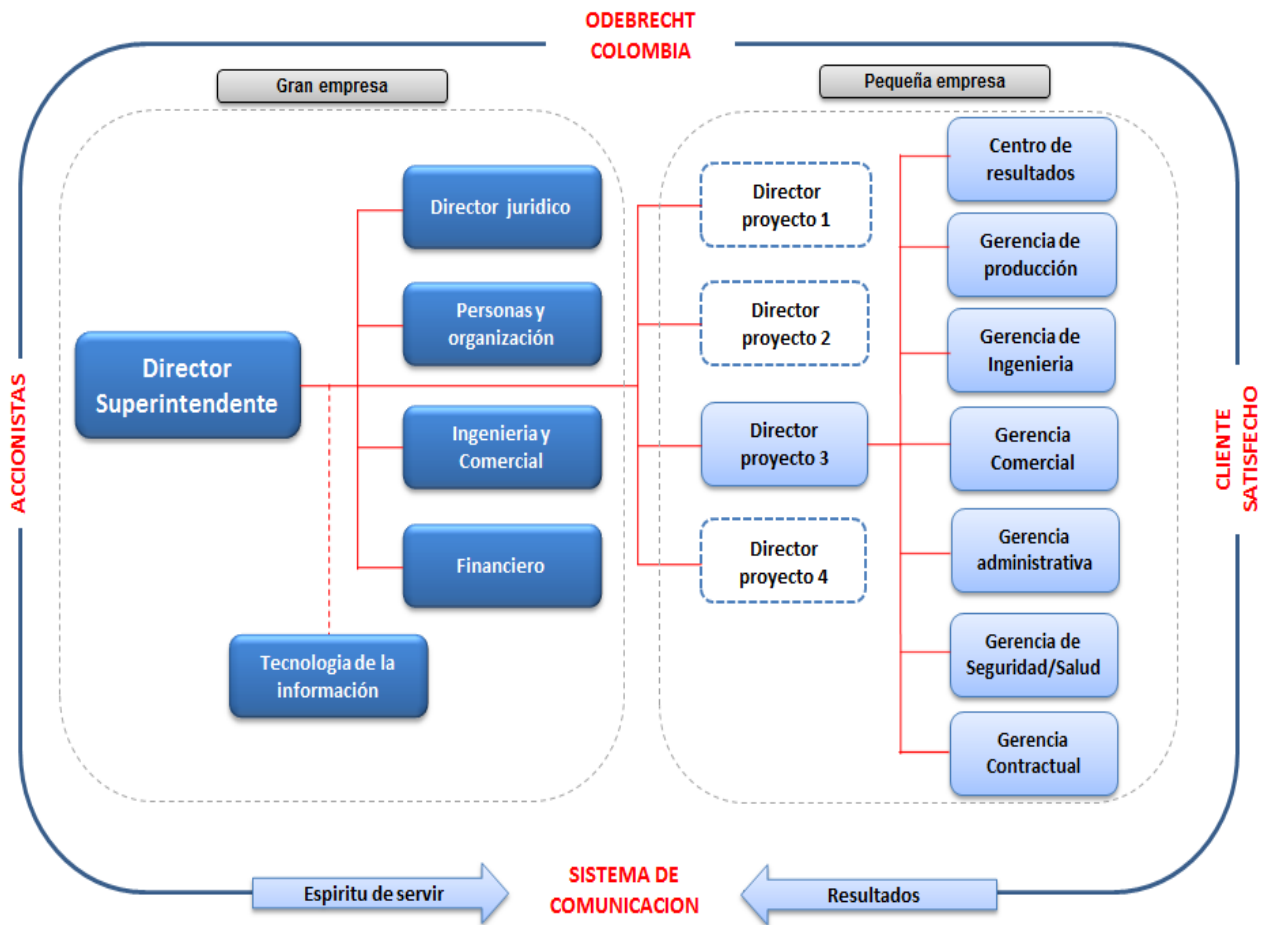 ODEBRECHT
COLOMBIA
Gran empresa
Pequeña empresa
ACCIONISTAS
Director
Superintendente
Director juridico
Personas y
organización
Ingenieria y
Comercial
Financiero
Tecnologia de la
información
Director
proyecto 1
Director
proyecto 2
Director
proyecto 3
Director
proyecto 4
Centro de
resultados
Gerencia de
producción
Gerencia de
Ingenieria
Gerencia
Comercial
Gerencia
administrativa
Gerencia de
Seguridad/Salud
Gerencia
Contractual
CLIENTE
SATISFECHO
Espiritu de servir
SISTEMA DE
COMUNICACION
Resultados